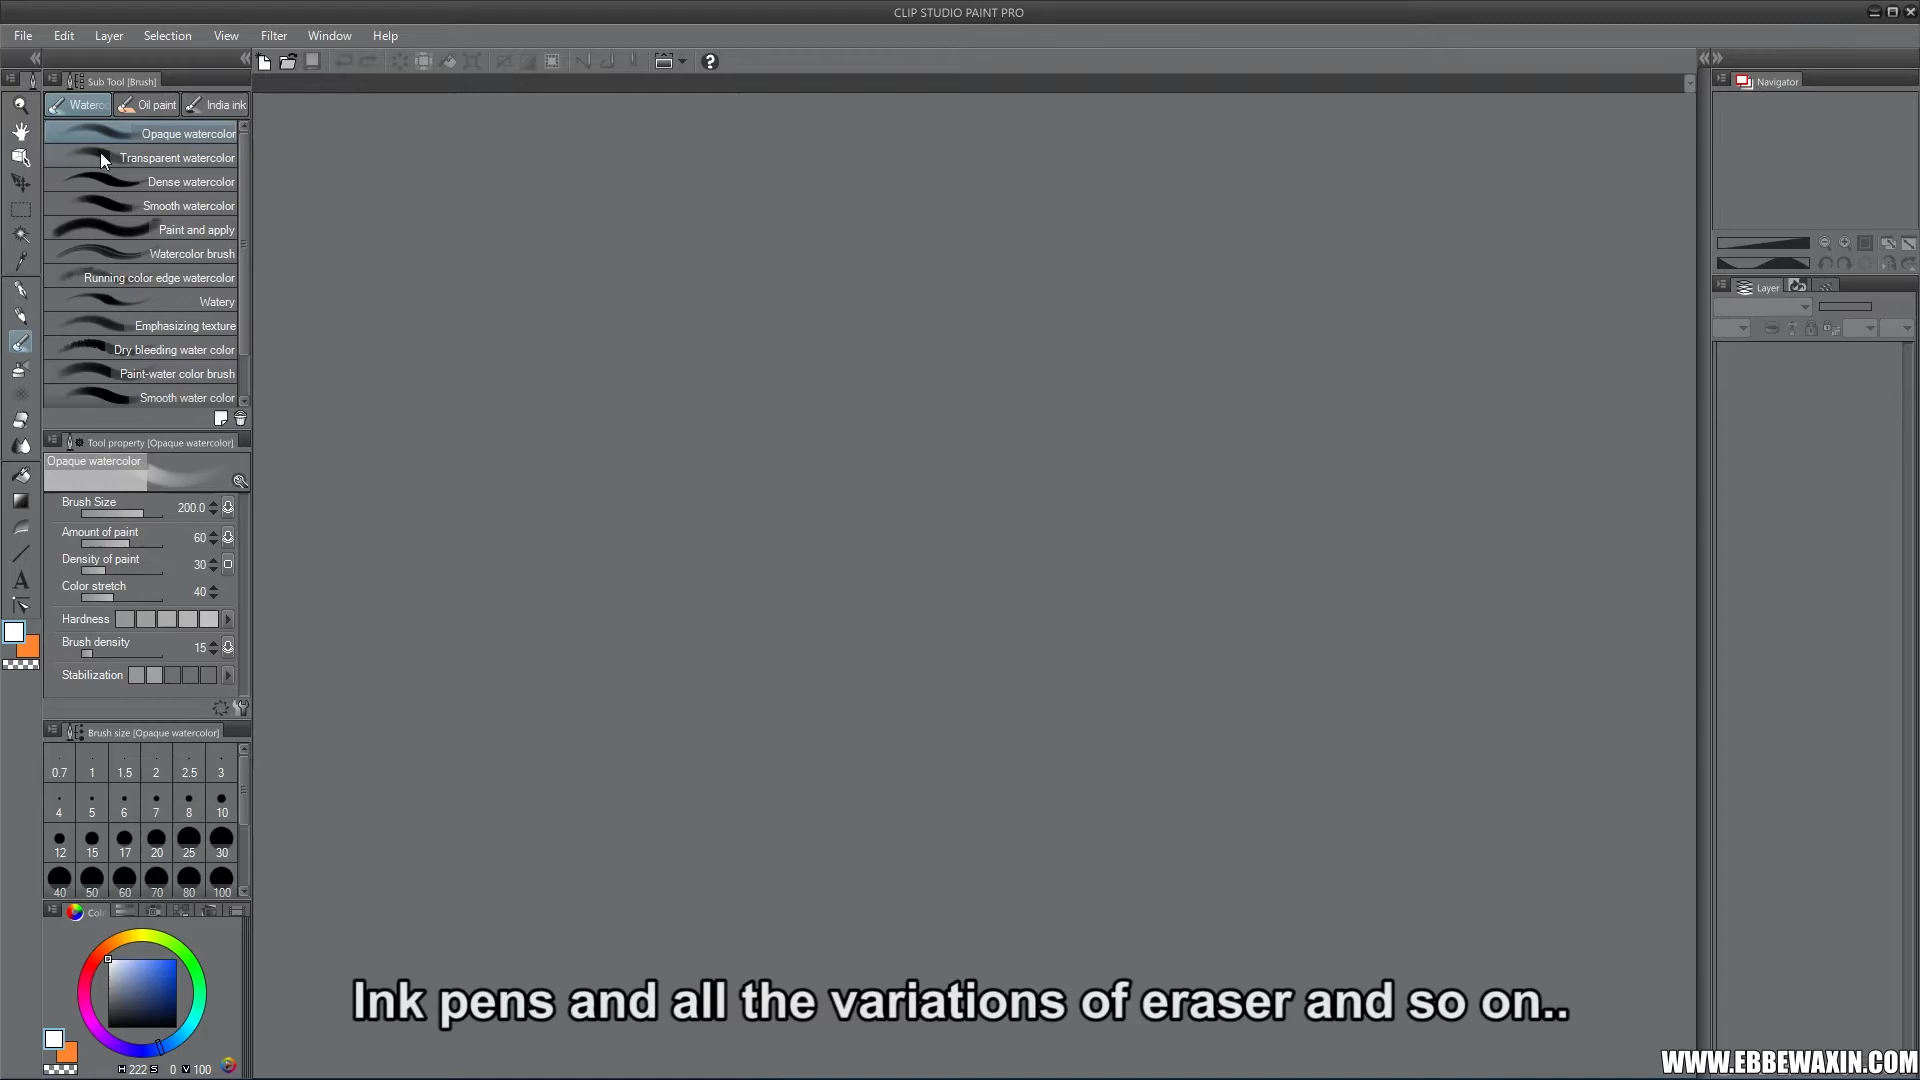 CLIP STUDIO PAINT PRO
File Edit Layer Selection View Filter Window Help
Sub Tool [Brush]
Waterc Oil paint India ink
Opaque watercolor
Transparent watercolor
Dense watercolor
Smooth watercolor
Paint and apply
Watercolor brush
Running color edge watercolor
Watery
Emphasizing texture
Dry bleeding water color
Paint-water color brush
Smooth water color
Tool property [Opaque watercolor]
Opaque watercolor
Brush Size 200.0
Amount of paint 60
Density of paint 30
Color stretch 40
Hardness
Brush density 15
Stabilization
Brush size [Opaque watercolor]
0.7 1 1.5 2 2.5 3
4 5 6 7 8 10
12 15 17 20 25 30
40 50 60 70 80 100
Col
H 222 S 0 V 100
Navigator
Layer
Ink pens and all the variations of eraser and so on..
WWW.EBBEWAXIN.COM